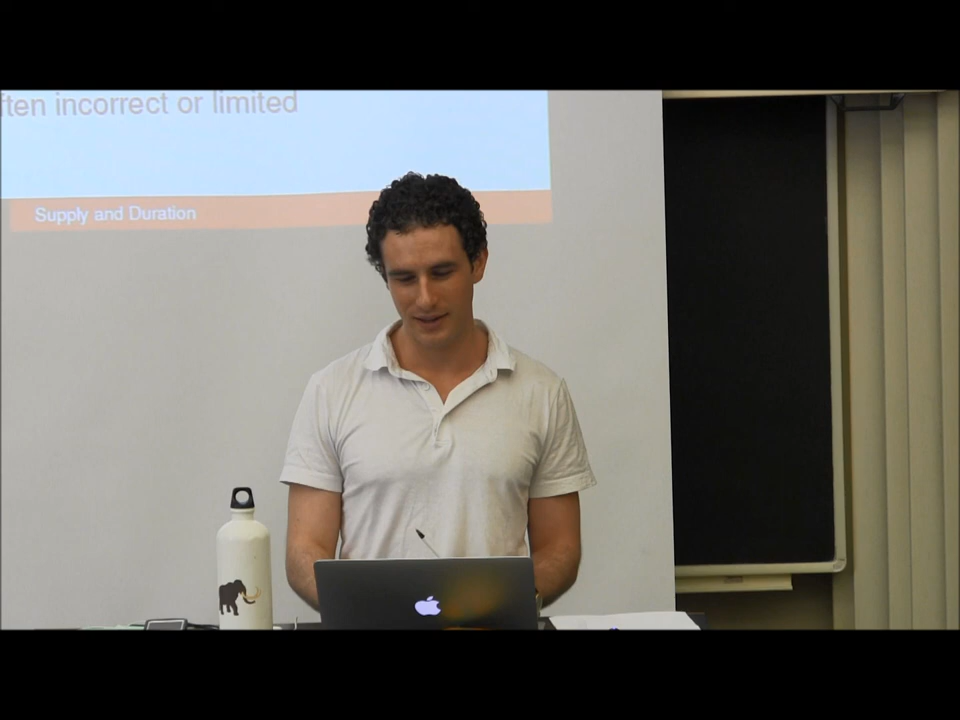 ften incorrect or limited
Supply and Duration